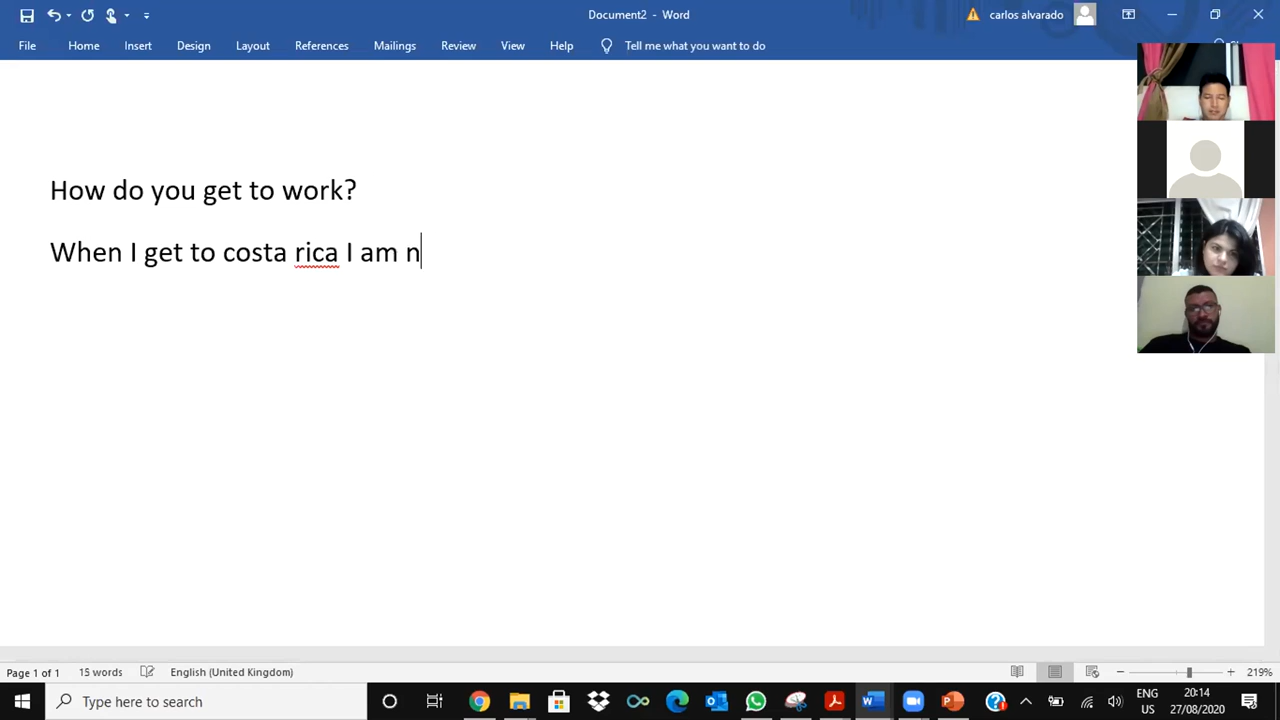 Document2 - Word
carlos alvarado
File Home Insert Design Layout References Mailings Review View Help Tell me what you want to do
How do you get to work?
When I get to costa rica I am n
Page 1 of 1 15 words English (United Kingdom) 219%
Type here to search
ENG 20:14
US 27/08/2020